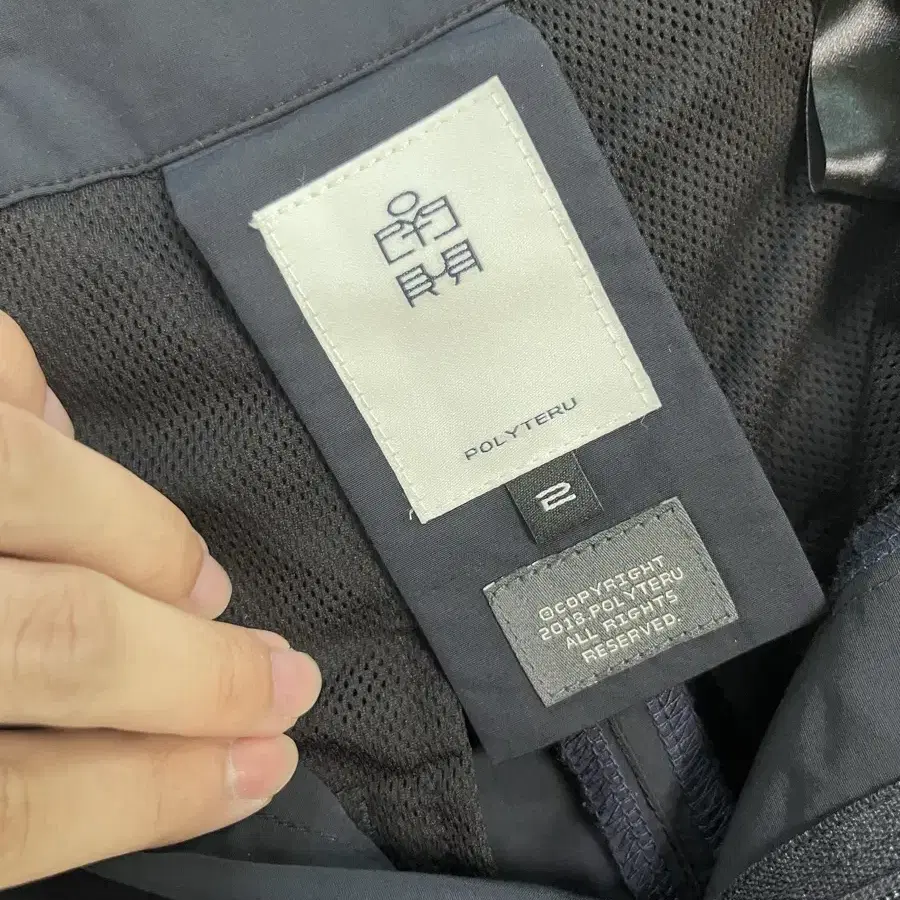 POLYTERU
2
©COPYRIGHT
2018.POLYTERU
ALL RIGHTS
RESERVED.